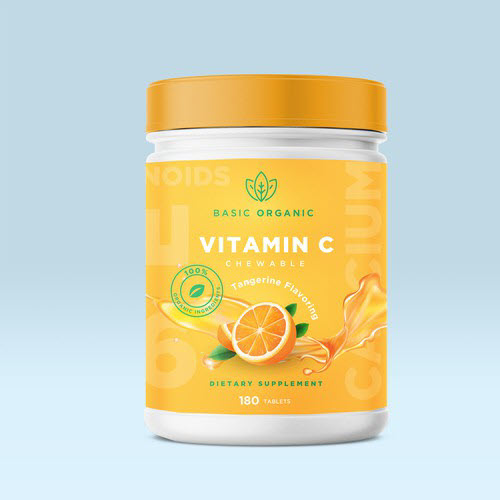 NOIDS
BASIC ORGANIC
VITAMIN C
CHEWABLE
100%
ORGANIC INGREDIENTS
Tangerine Flavoring
CALCIUM
DIETARY SUPPLEMENT
180 TABLETS